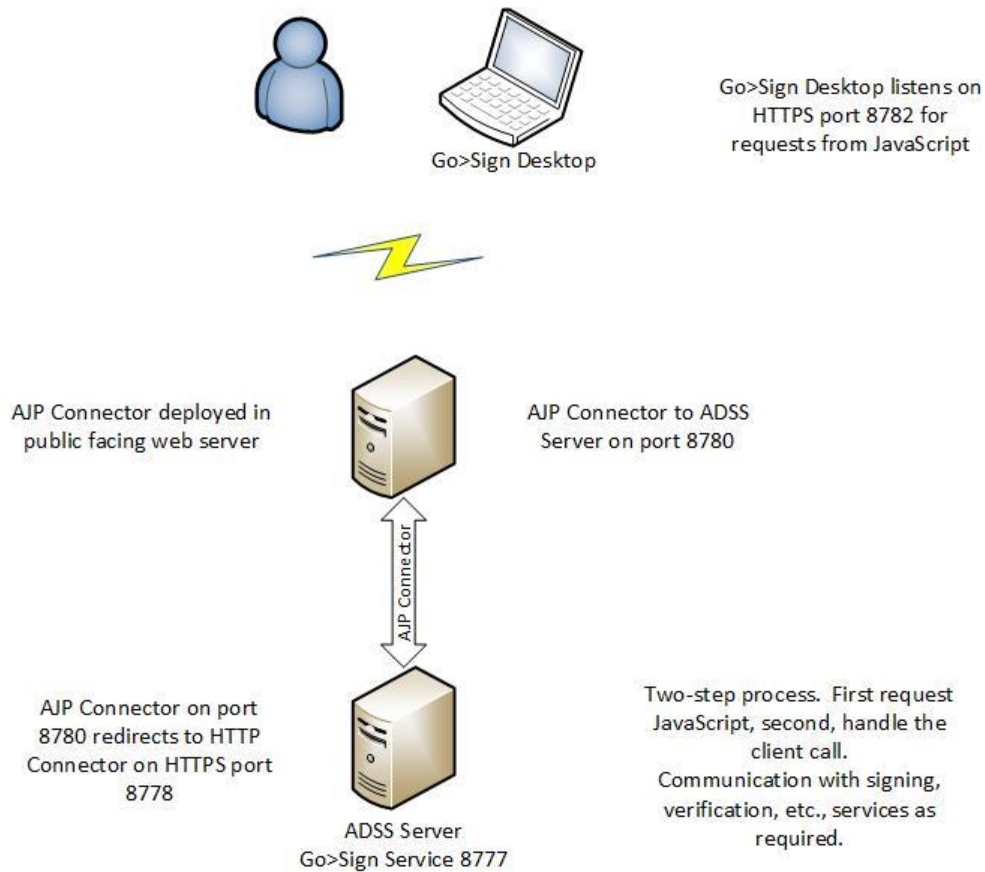 Go>Sign Desktop
Go>Sign Desktop listens on
HTTPS port 8782 for
requests from JavaScript
AJP Connector deployed in
public facing web server
AJP Connector to ADSS
Server on port 8780
AJP Connector
AJP Connector on port
8780 redirects to HTTP
Connector on HTTPS port
8778
ADSS Server
Go>Sign Service 8777
Two-step process. First request
JavaScript, second, handle the
client call.
Communication with signing,
verification, etc., services as
required.